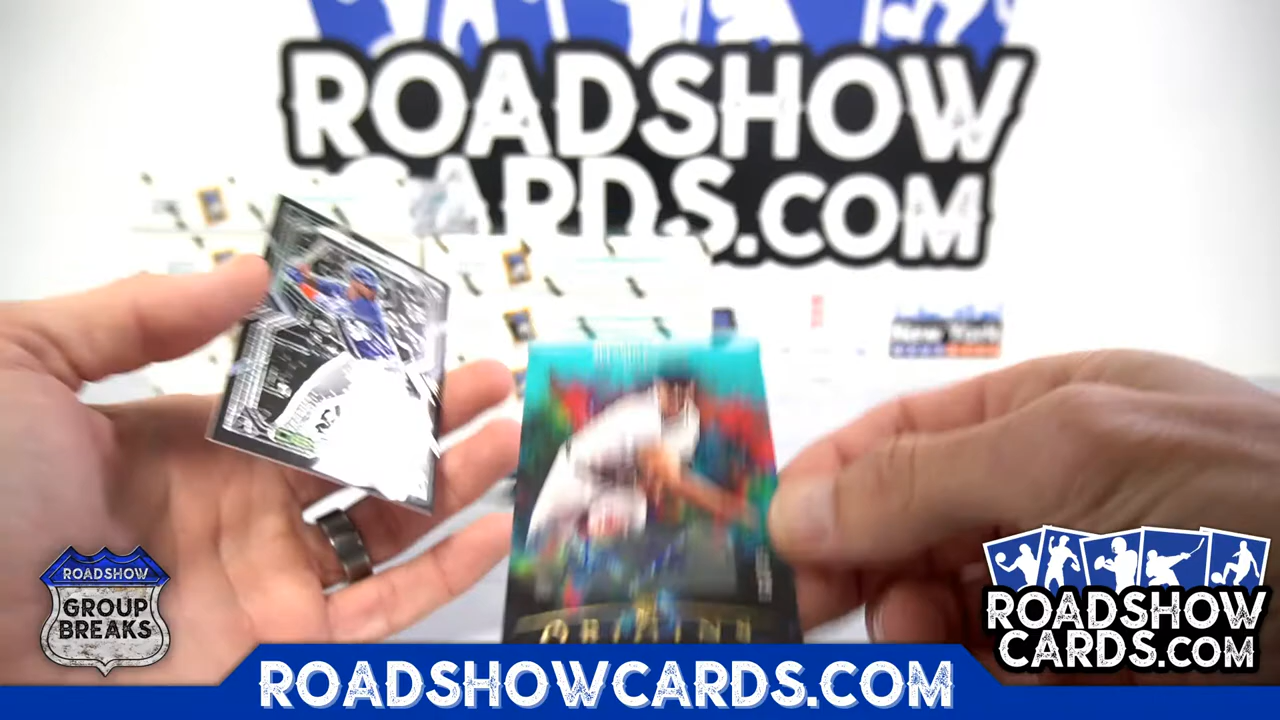 ROADSHOW
CARDS.COM
New York
ROADSHOW
GROUP
BREAKS
ROADSHOW
CARDS.COM
ROADSHOWCARDS.COM